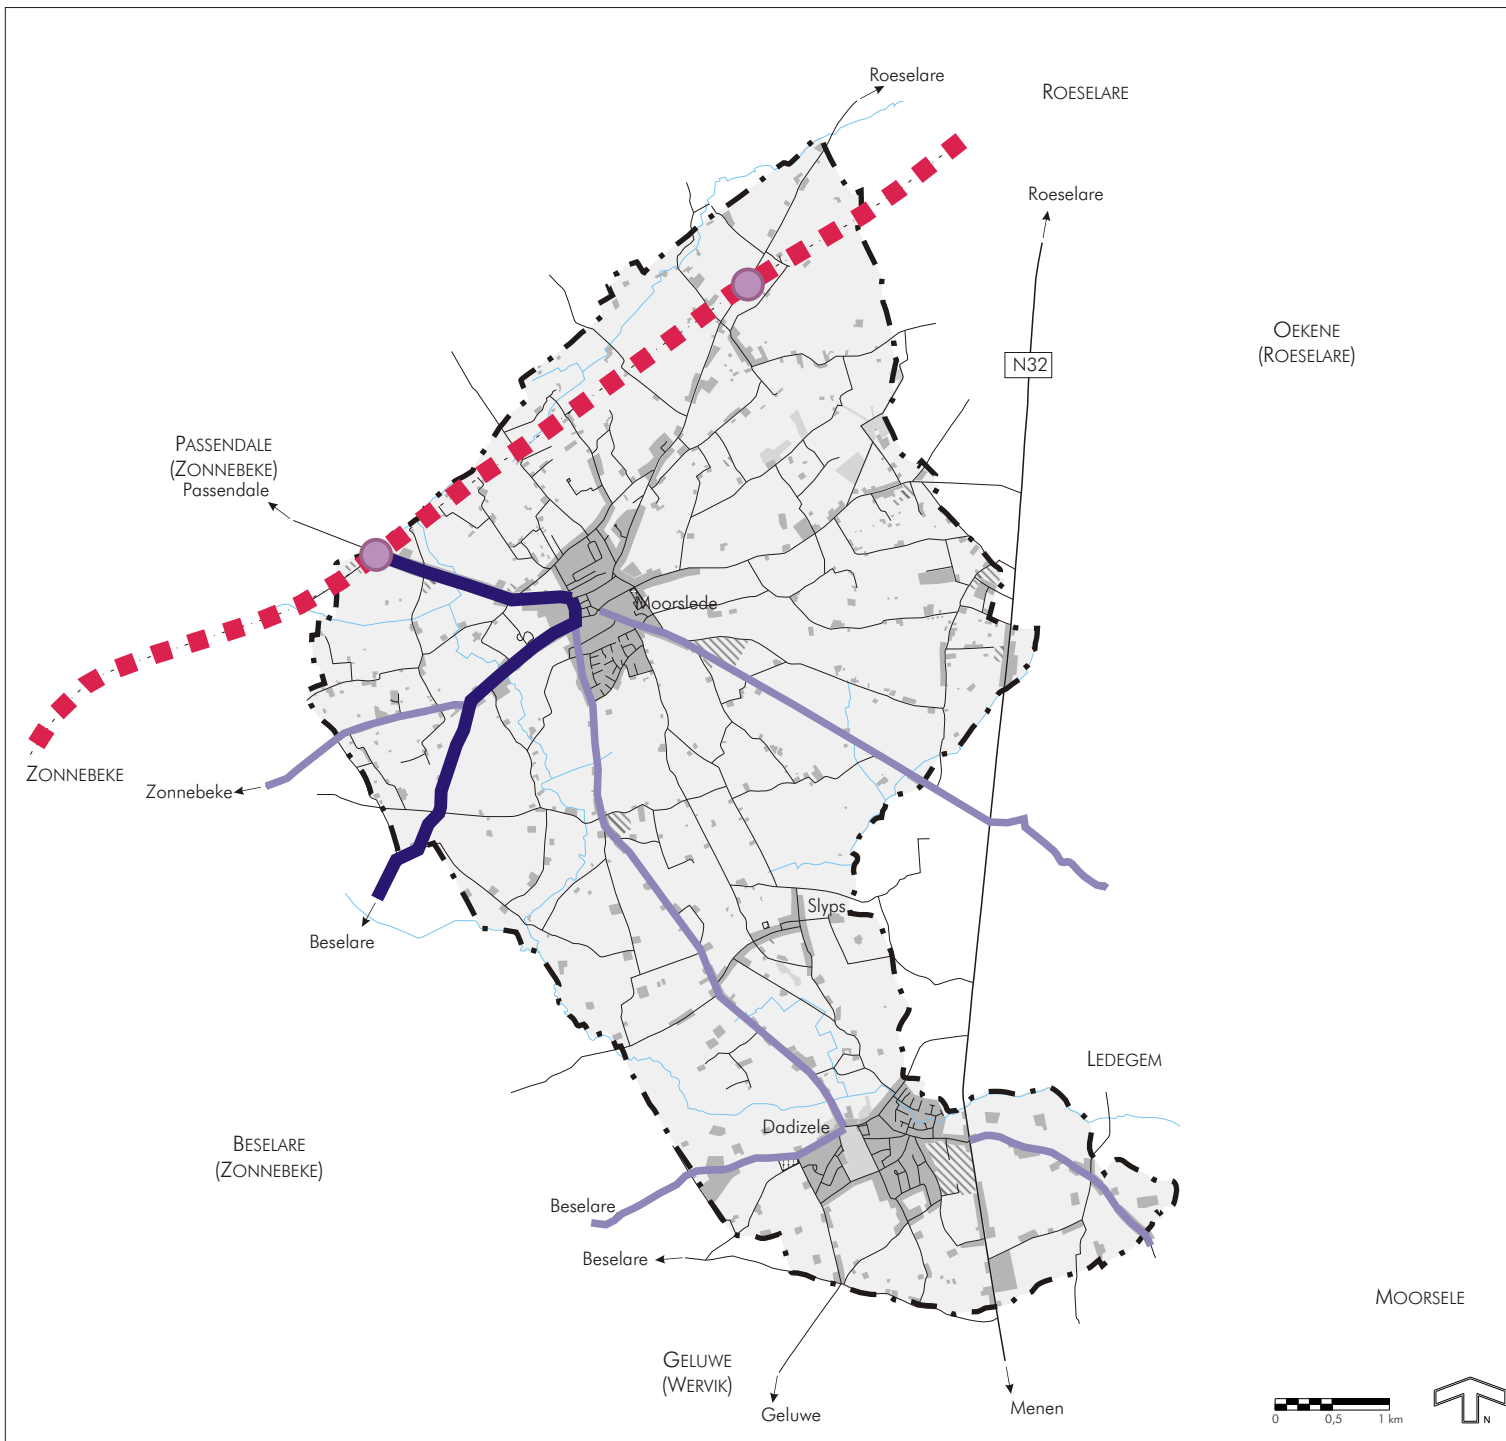 Roeselare
ROESELARE
Roeselare
OEKENE
(ROESELARE)
N32
PASSENDALE
(ZONNEBEKE)
Passendale
Moorslede
ZONNEBEKE
Zonnebeke
Slyps
Beselare
LEDEGEM
Dadizele
BESELARE
(ZONNEBEKE)
Beselare
Beselare
MOORSELE
GELUWE
(WERVIK)
Geluwe
Menen
0 0,5 1 km
N